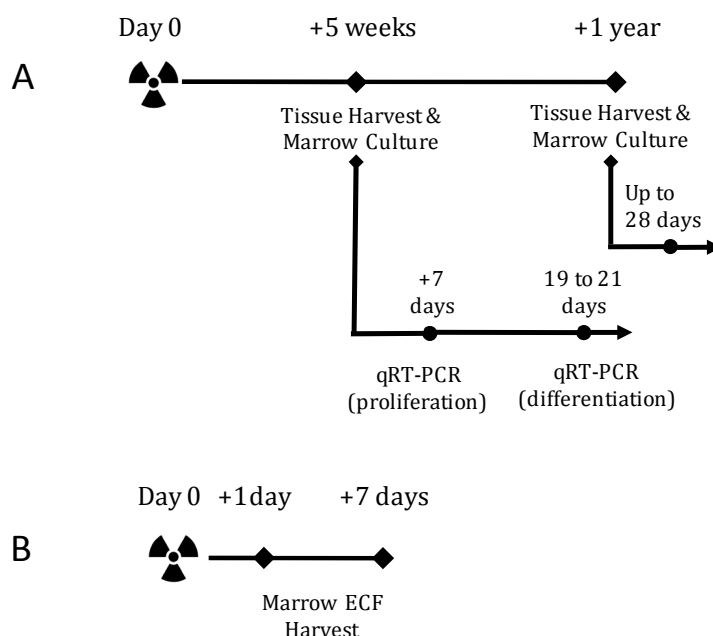 Day 0 +5 weeks +1 year
A
Tissue Harvest & Tissue Harvest &
Marrow Culture Marrow Culture
Up to
28 days
+7 19 to 21
days days
qRT-PCR qRT-PCR
(proliferation) (differentiation)
Day 0 +1day +7 days
B
Marrow ECF
Harvest